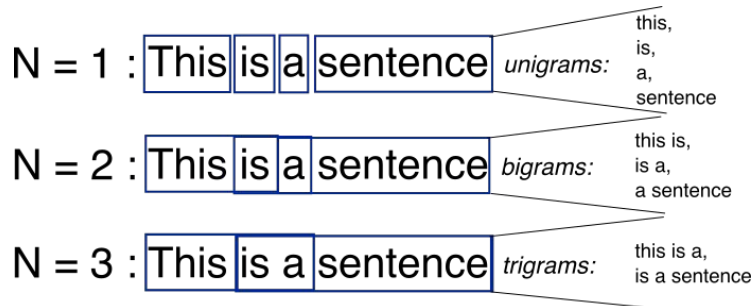 N = 1 : This is a sentence unigrams:
this,
is,
a,
sentence
N = 2 : This is a sentence bigrams:
this is,
is a,
a sentence
N = 3 : This is a sentence trigrams:
this is a,
is a sentence